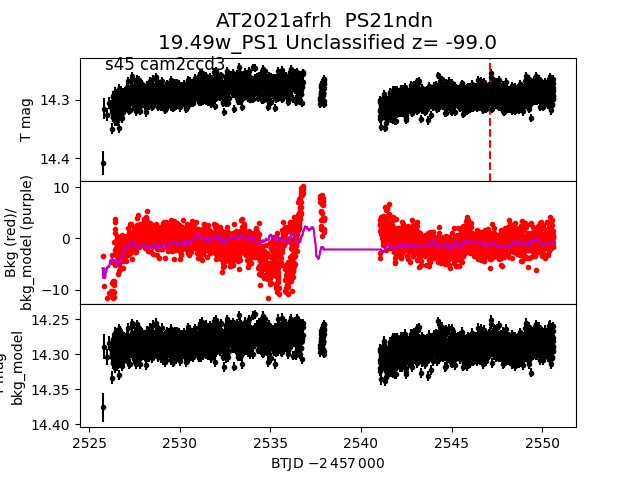 AT2021afrh  PS21ndn
19.49w_PS1 Unclassified z= -99.0
s45 cam2ccd3
T mag
14.3
14.4
Bkg (red)/
bkg_model (purple)
10
0
−10
bkg_model
14.25
14.30
14.35
14.40
2525 2530 2535 2540 2545 2550
BTJD −2 457 000